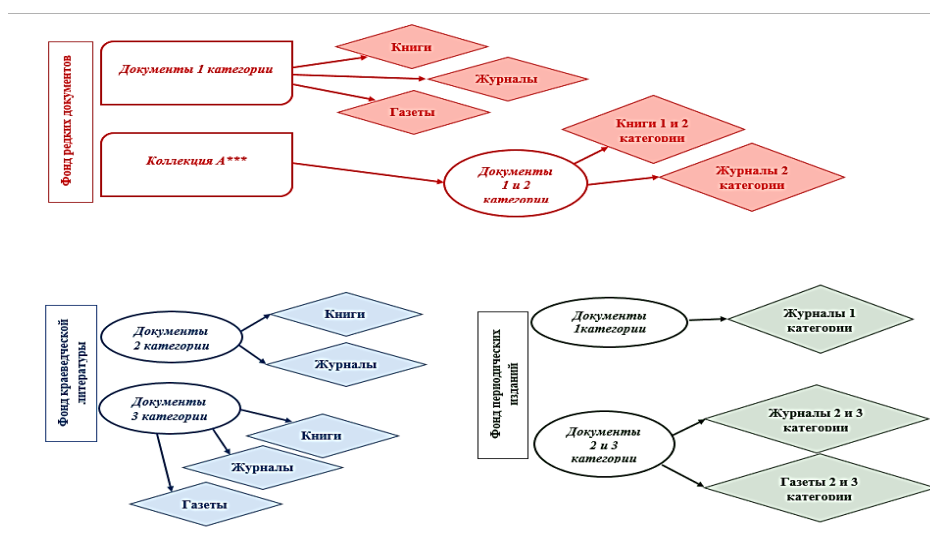 Фонд редких документов
Документы 1 категории
Книги
Журналы
Газеты
Коллекция А***
Документы
1 и 2
категории
Книги 1 и 2
категории
Журналы 2
категории
Фонд краеведческой
литературы
Документы
2 категории
Книги
Журналы
Документы
3 категории
Книги
Журналы
Газеты
Фонд периодических
изданий
Документы
1категории
Журналы 1
категории
Документы
2 и 3
категории
Журналы 2 и 3
категории
Газеты 2 и 3
категории